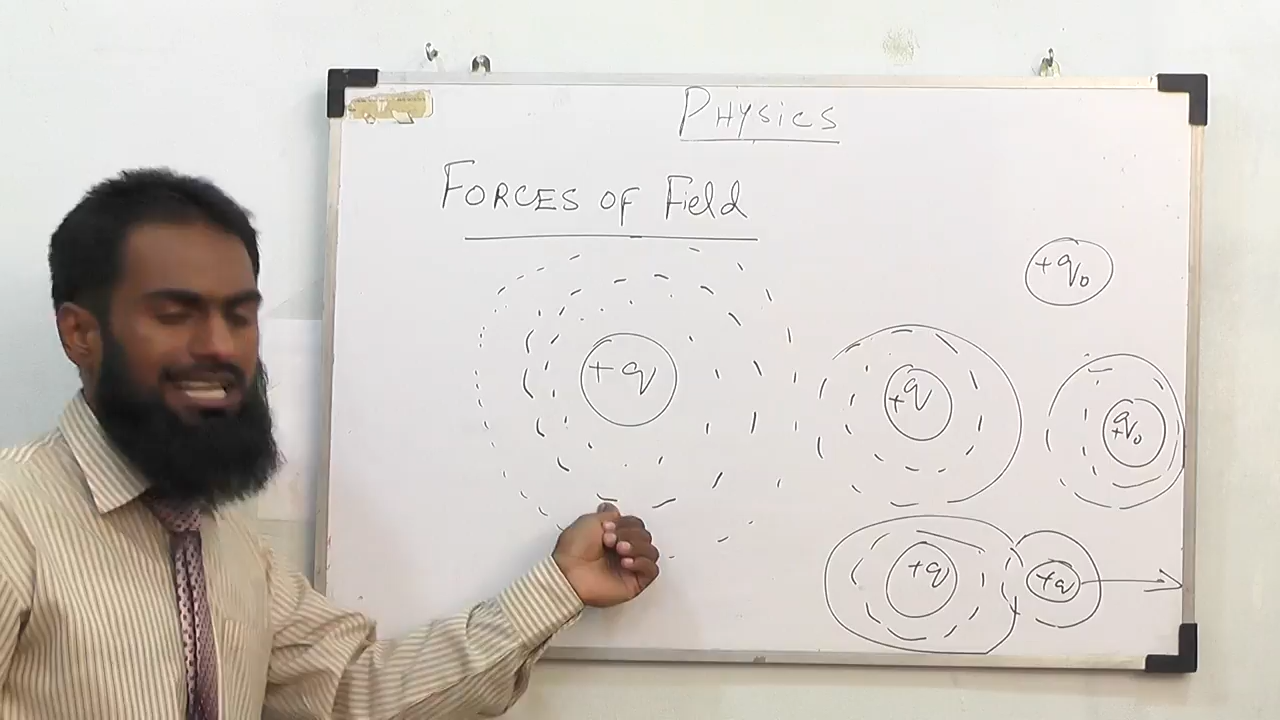 PHYSICS
FORCES OF Field
+q₀
+q
+q
+q₀
+q
+q